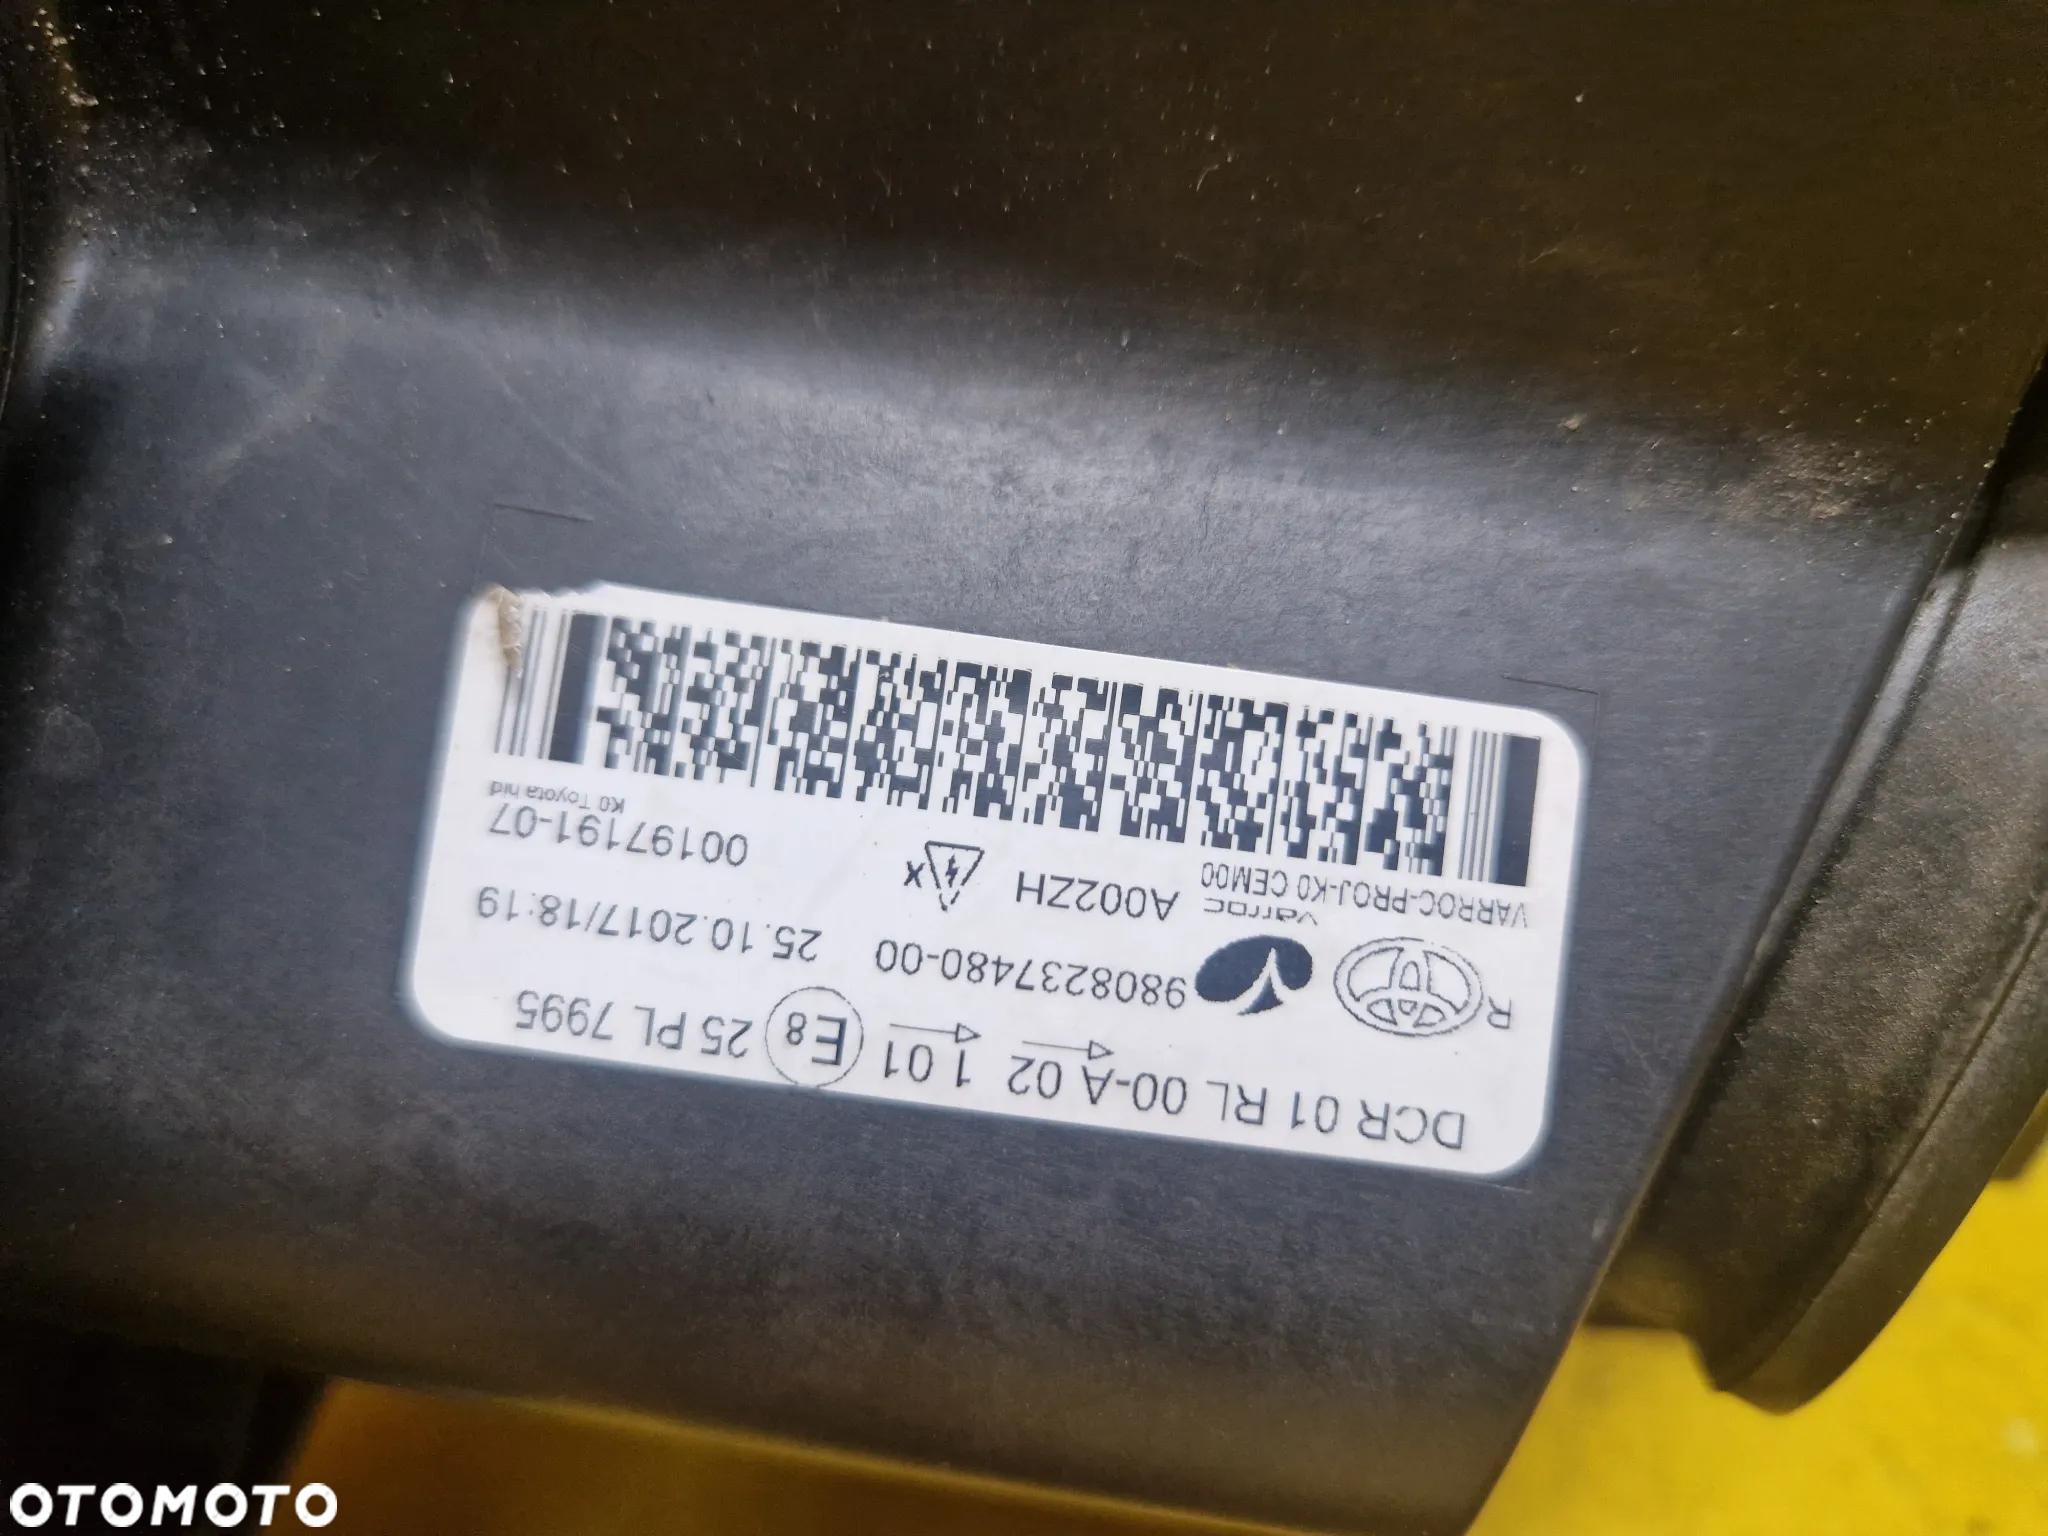 DCR 01 RL 00-A 02 1 01 E8 25 PL 7995
R 9808237480-00 25.10.2017/18:19
varroc A002ZH X 00197191-07
VARROC-PROJ-K0 CEM00 K0 Toyota hid
OTOMOTO